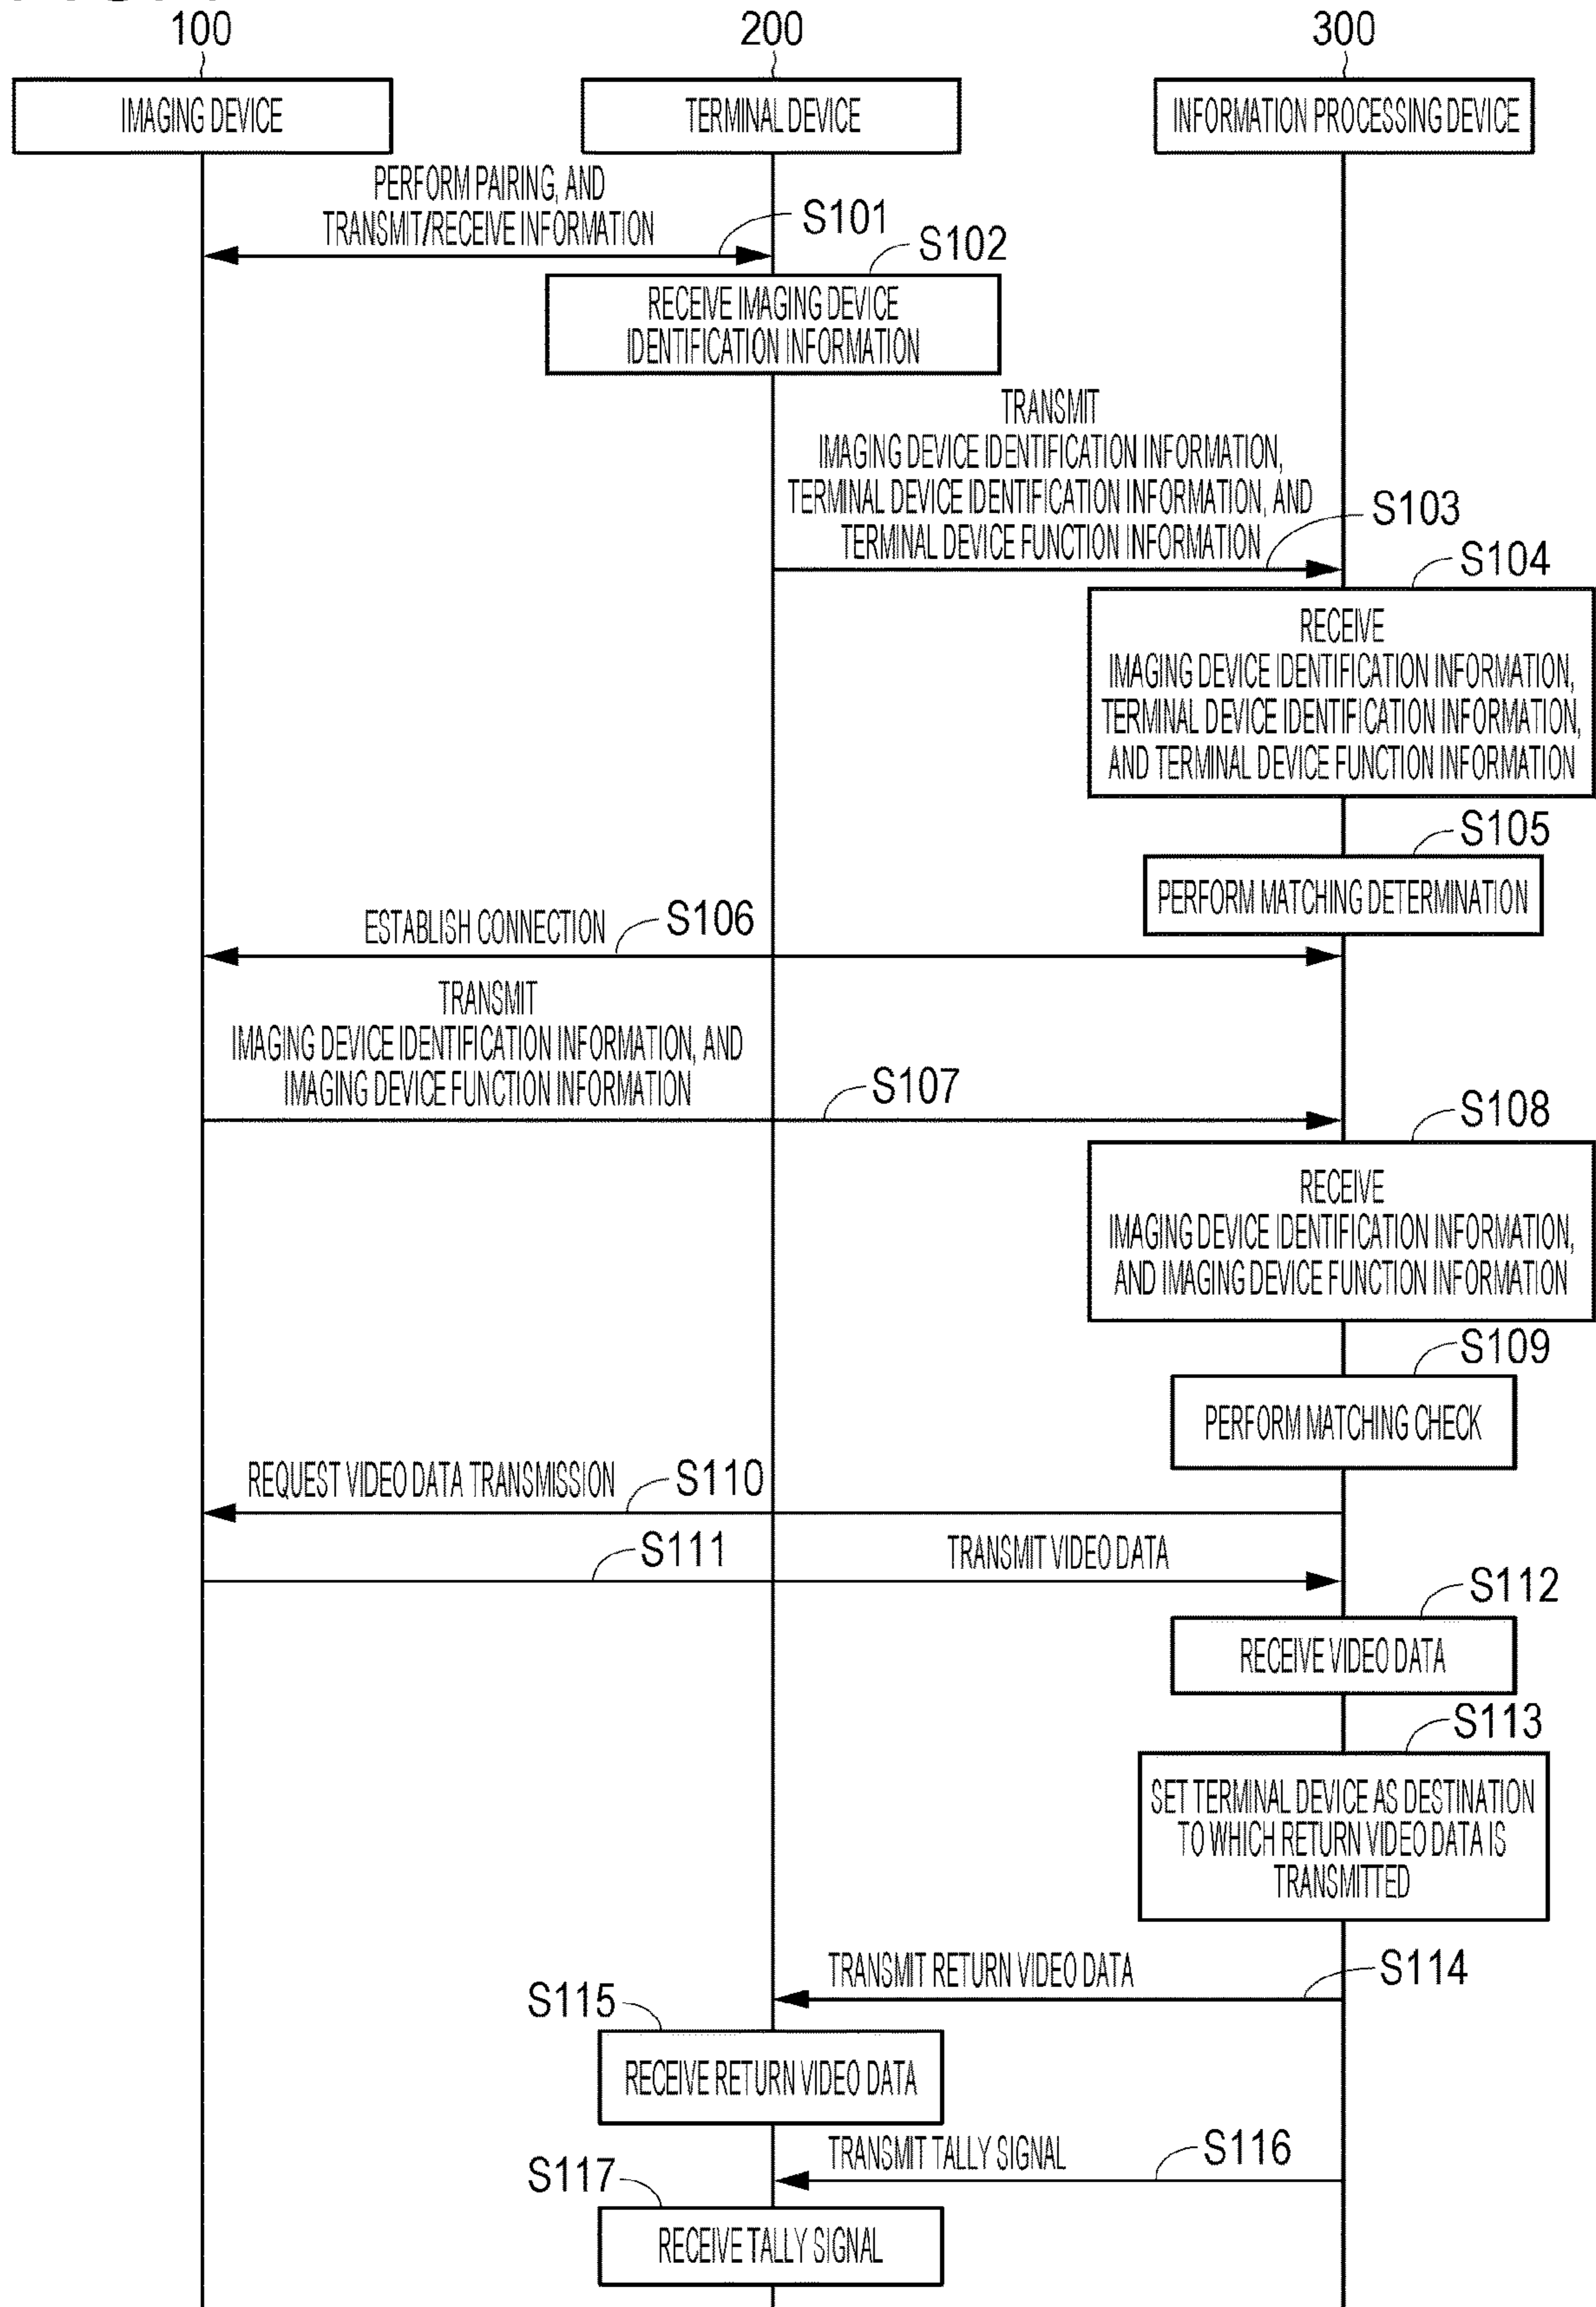 100
200
300
IMAGING DEVICE
TERMINAL DEVICE
INFORMATION PROCESSING DEVICE
PERFORM PAIRING, AND
TRANSMIT/RECEIVE INFORMATION
S101
S102
RECEIVE IMAGING DEVICE
IDENTIFICATION INFORMATION
TRANSMIT
IMAGING DEVICE IDENTIFICATION INFORMATION,
TERMINAL DEVICE IDENTIFICATION INFORMATION, AND
TERMINAL DEVICE FUNCTION INFORMATION
S103
S104
RECEIVE
IMAGING DEVICE IDENTIFICATION INFORMATION,
TERMINAL DEVICE IDENTIFICATION INFORMATION,
AND TERMINAL DEVICE FUNCTION INFORMATION
S105
PERFORM MATCHING DETERMINATION
ESTABLISH CONNECTION
S106
TRANSMIT
IMAGING DEVICE IDENTIFICATION INFORMATION, AND
IMAGING DEVICE FUNCTION INFORMATION
S107
S108
RECEIVE
IMAGING DEVICE IDENTIFICATION INFORMATION,
AND IMAGING DEVICE FUNCTION INFORMATION
S109
PERFORM MATCHING CHECK
REQUEST VIDEO DATA TRANSMISSION
S110
S111
TRANSMIT VIDEO DATA
S112
RECEIVE VIDEO DATA
S113
SET TERMINAL DEVICE AS DESTINATION
TO WHICH RETURN VIDEO DATA IS
TRANSMITTED
TRANSMIT RETURN VIDEO DATA
S114
S115
RECEIVE RETURN VIDEO DATA
TRANSMIT TALLY SIGNAL
S116
S117
RECEIVE TALLY SIGNAL